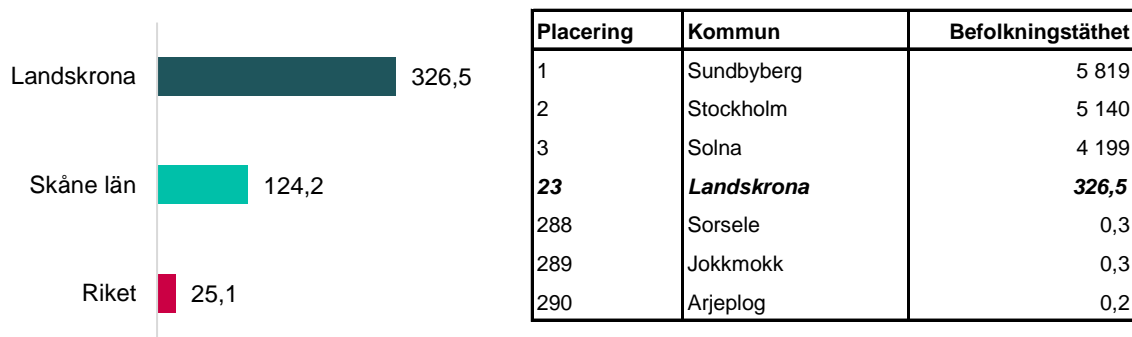 Landskrona 326,5
Skåne län 124,2
Riket 25,1
Placering Kommun Befolkningstäthet
1 Sundbyberg 5 819
2 Stockholm 5 140
3 Solna 4 199
23 Landskrona 326,5
288 Sorsele 0,3
289 Jokkmokk 0,3
290 Arjeplog 0,2